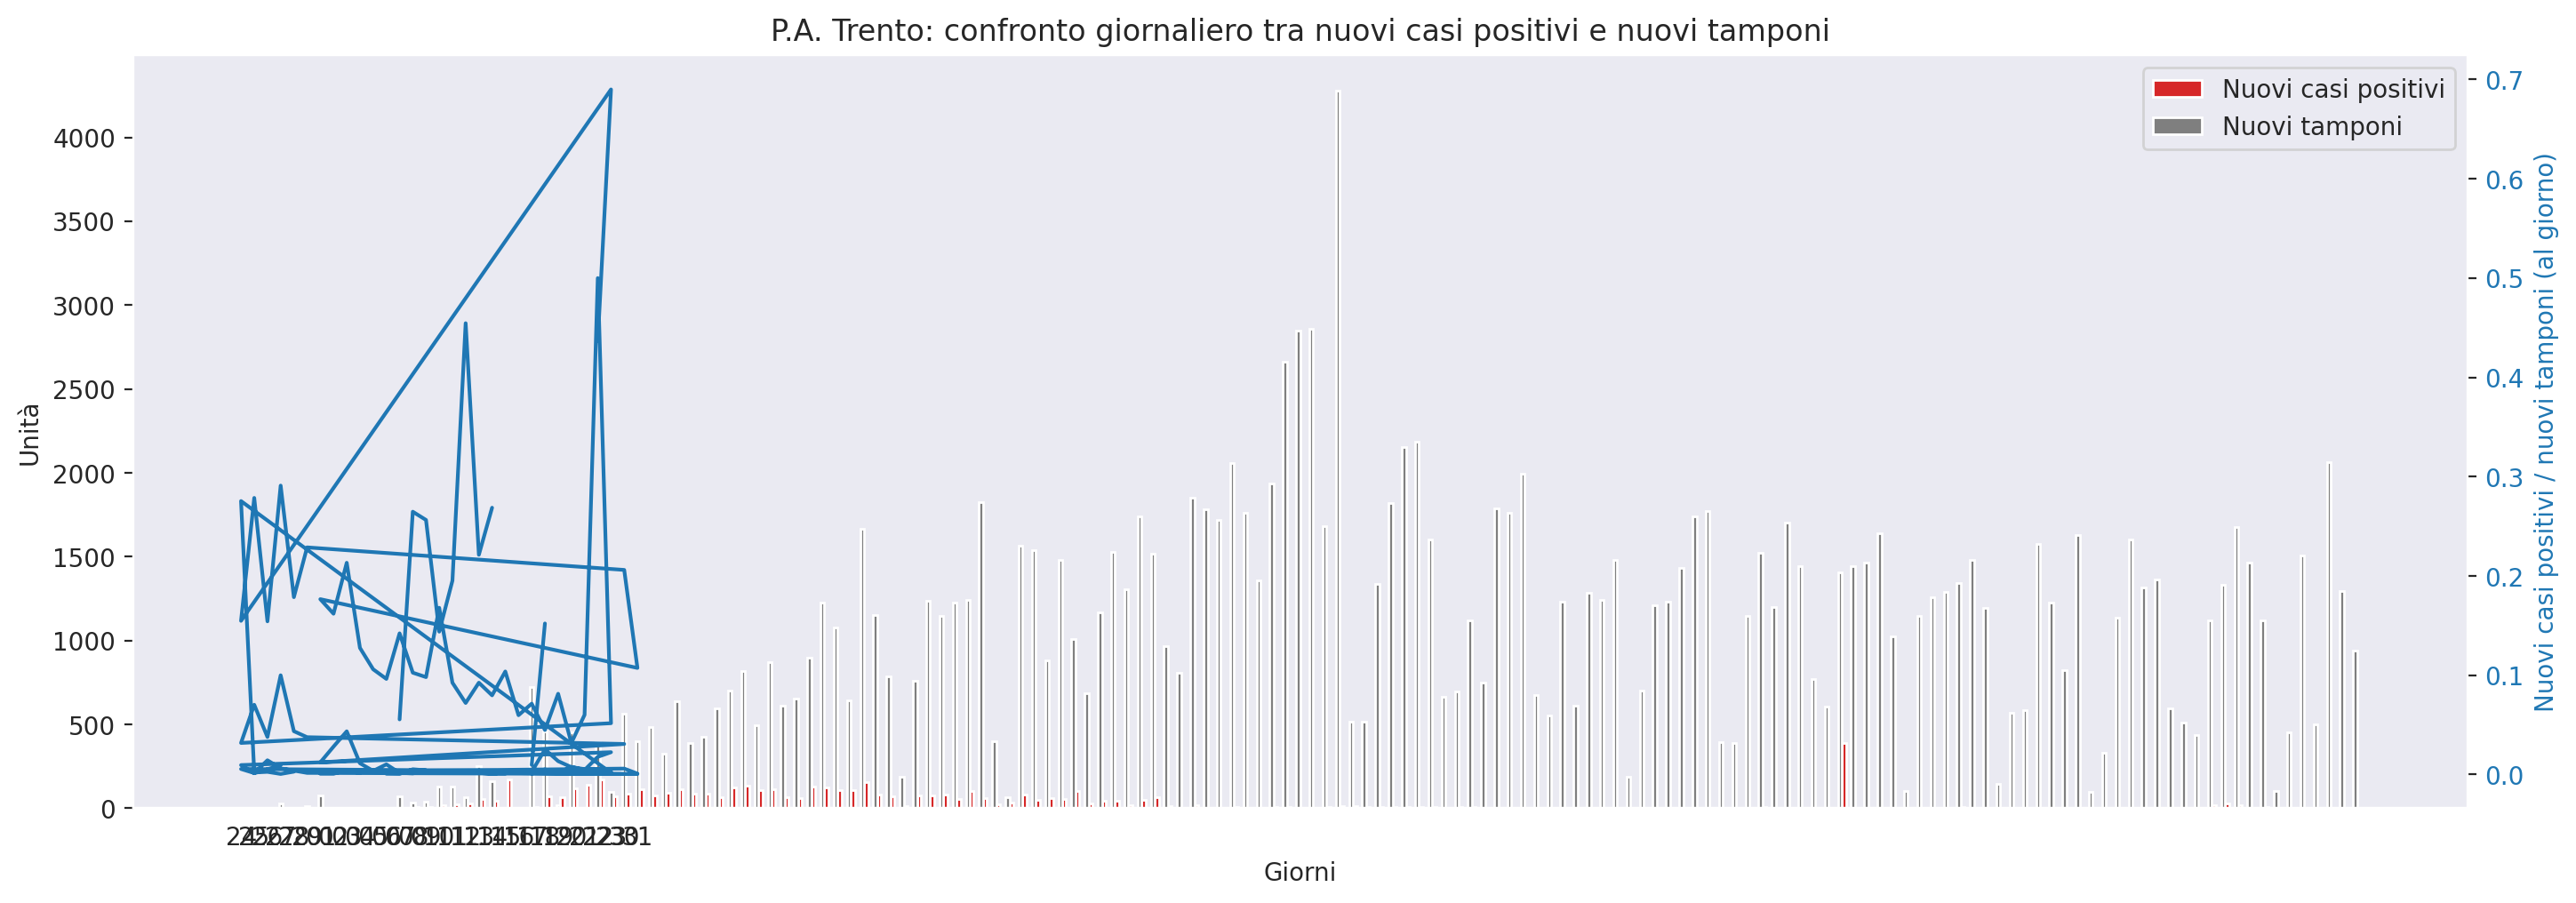 P.A. Trento: confronto giornaliero tra nuovi casi positivi e nuovi tamponi
Nuovi casi positivi
Nuovi tamponi
4000
3500
3000
2500
2000
1500
1000
500
0
Unità
0.7
0.6
0.5
0.4
0.3
0.2
0.1
0.0
Nuovi casi positivi / nuovi tamponi (al giorno)
Giorni